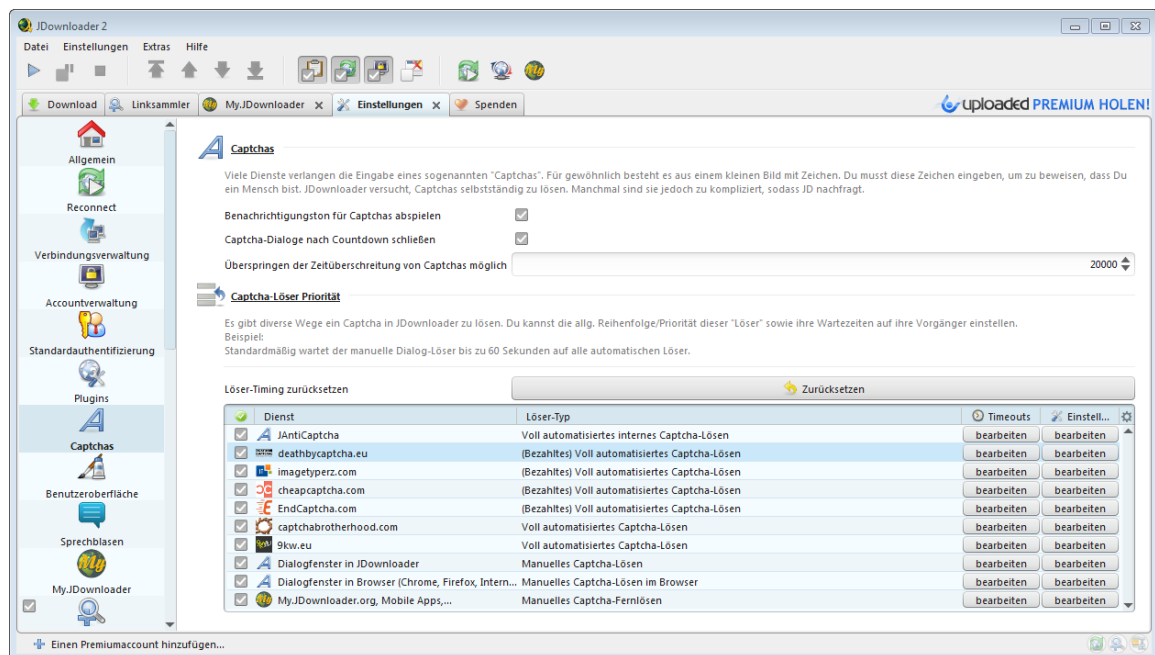 JDownloader 2
Datei Einstellungen Extras Hilfe
Download Linksammler My.JDownloader Einstellungen Spenden
uploaded PREMIUM HOLEN!
Allgemein
Reconnect
Verbindungsverwaltung
Accountverwaltung
Standardauthentifizierung
Plugins
Captchas
Benutzeroberfläche
Sprechblasen
My.JDownloader
Captchas
Viele Dienste verlangen die Eingabe eines sogenannten "Captchas". Für gewöhnlich besteht es aus einem kleinen Bild mit Zeichen. Du musst diese Zeichen eingeben, um zu beweisen, dass Du
ein Mensch bist. JDownloader versucht, Captchas selbstständig zu lösen. Manchmal sind sie jedoch zu kompliziert, sodass JD nachfragt.
Benachrichtigungston für Captchas abspielen
Captcha-Dialoge nach Countdown schließen
Überspringen der Zeitüberschreitung von Captchas möglich 20000
Captcha-Löser Priorität
Es gibt diverse Wege ein Captcha in JDownloader zu lösen. Du kannst die allg. Reihenfolge/Priorität dieser "Löser" sowie ihre Wartezeiten auf ihre Vorgänger einstellen.
Beispiel:
Standardmäßig wartet der manuelle Dialog-Löser bis zu 60 Sekunden auf alle automatischen Löser.
Löser-Timing zurücksetzen Zurücksetzen
Dienst Löser-Typ Timeouts Einstell...
JAntiCaptcha Voll automatisiertes internes Captcha-Lösen bearbeiten bearbeiten
deathbycaptcha.eu (Bezahltes) Voll automatisiertes Captcha-Lösen bearbeiten bearbeiten
imagetyperz.com (Bezahltes) Voll automatisiertes Captcha-Lösen bearbeiten bearbeiten
cheapcaptcha.com (Bezahltes) Voll automatisiertes Captcha-Lösen bearbeiten bearbeiten
EndCaptcha.com (Bezahltes) Voll automatisiertes Captcha-Lösen bearbeiten bearbeiten
captchabrotherhood.com Voll automatisiertes Captcha-Lösen bearbeiten bearbeiten
9kw.eu Voll automatisiertes Captcha-Lösen bearbeiten bearbeiten
Dialogfenster in JDownloader Manuelles Captcha-Lösen bearbeiten bearbeiten
Dialogfenster in Browser (Chrome, Firefox, Intern... Manuelles Captcha-Lösen im Browser bearbeiten bearbeiten
My.JDownloader.org, Mobile Apps,... Manuelles Captcha-Fernlösen bearbeiten bearbeiten
Einen Premiumaccount hinzufügen...